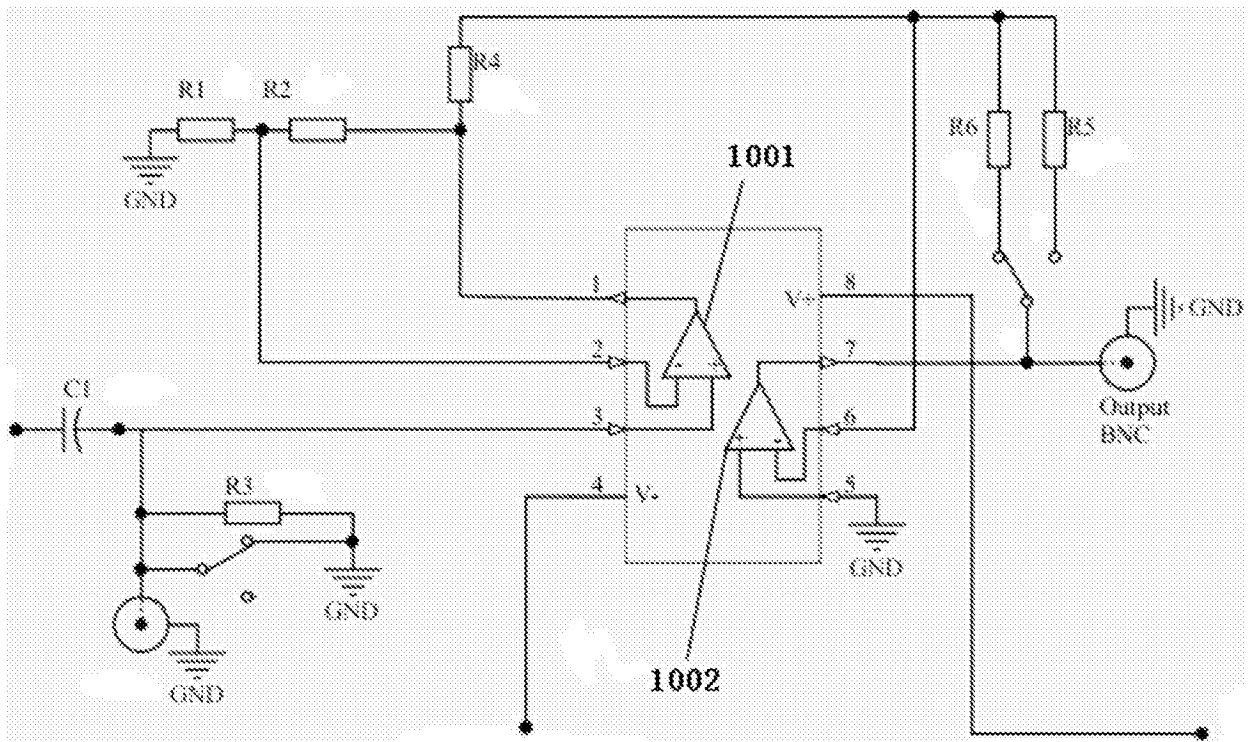 R4
R1
R2
R6
R5
GND
1001
1
V+
8
GND
2
7
C1
3
6
Output
BNC
R3
4
V-
5
GND
GND
GND
1002